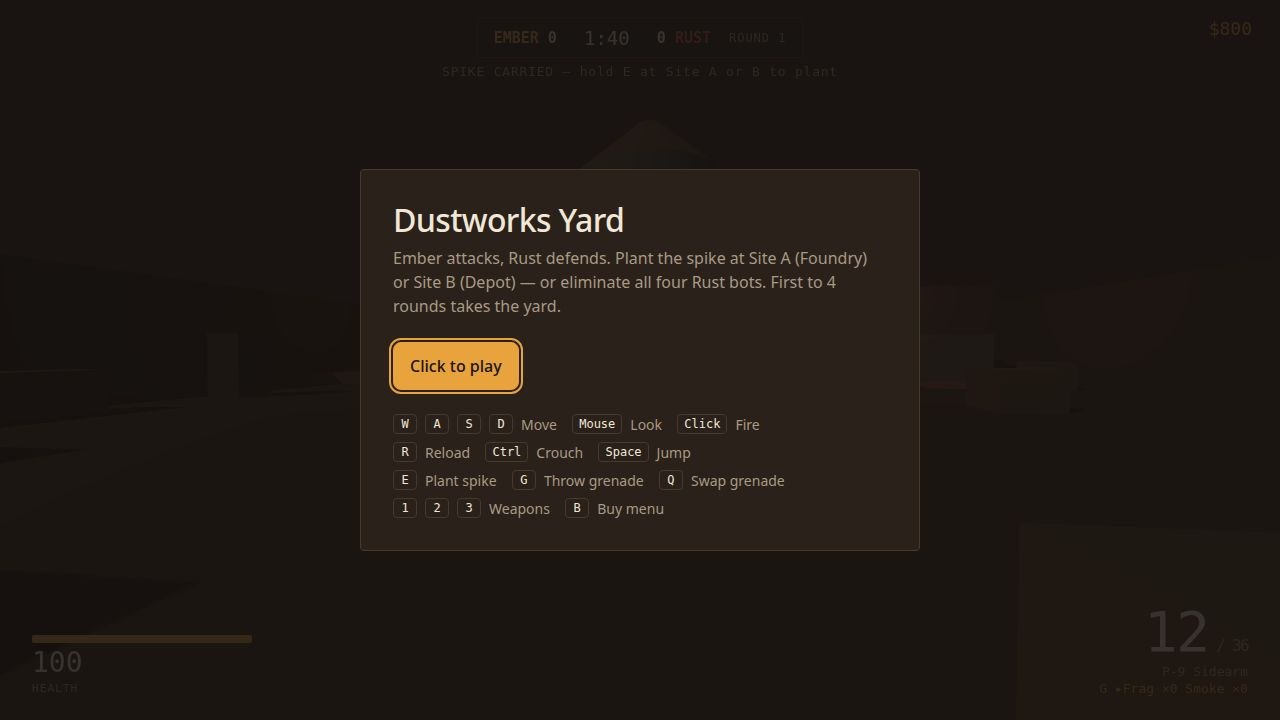 EMBER 0 1:40 0 RUST ROUND 1
$800
SPIKE CARRIED — hold E at Site A or B to plant
Dustworks Yard
Ember attacks, Rust defends. Plant the spike at Site A (Foundry)
or Site B (Depot) — or eliminate all four Rust bots. First to 4
rounds takes the yard.
Click to play
W A S D Move Mouse Look Click Fire
R Reload Ctrl Crouch Space Jump
E Plant spike G Throw grenade Q Swap grenade
1 2 3 Weapons B Buy menu
100
HEALTH
12 / 36
P-9 Sidearm
G ▸Frag ×0 Smoke ×0